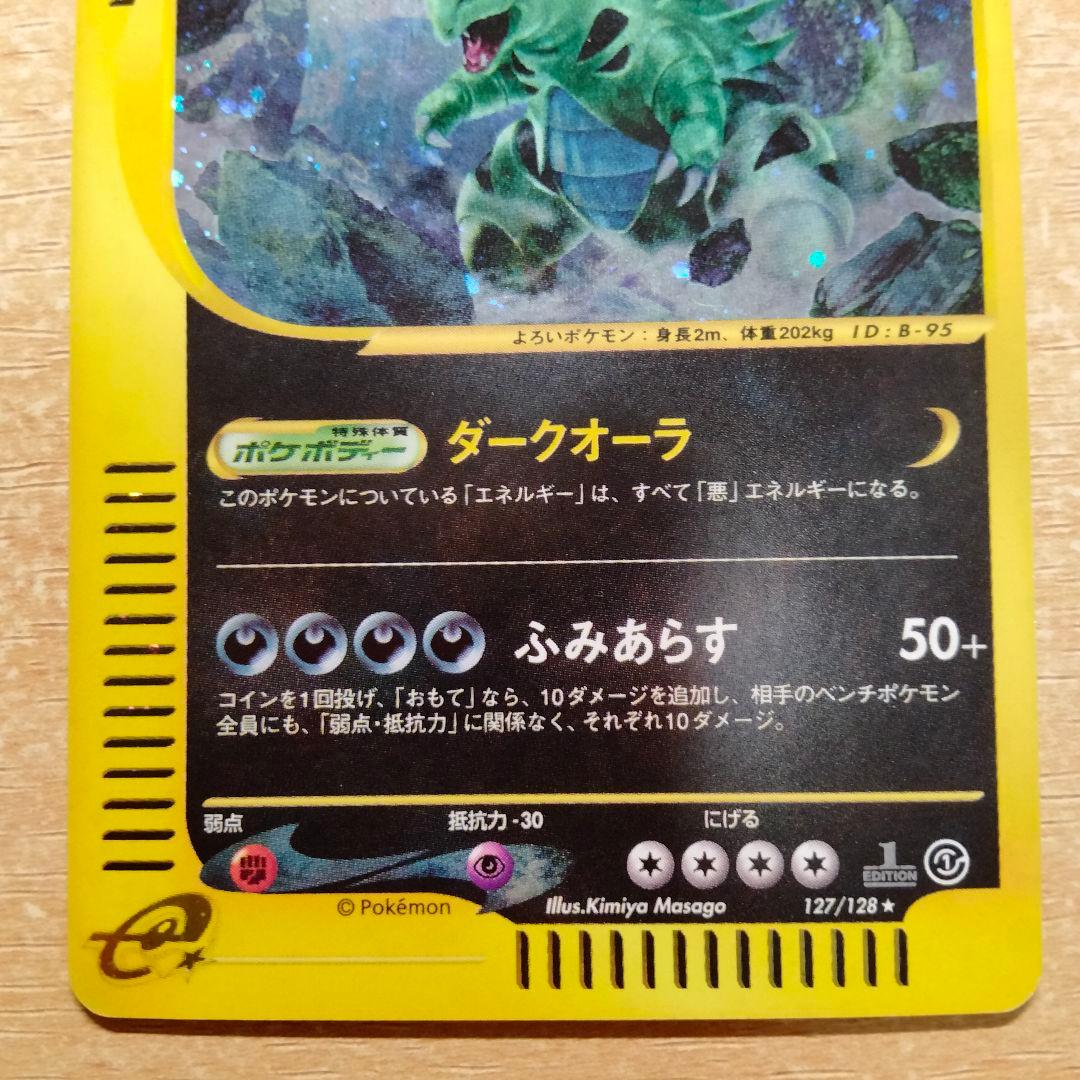 よろいポケモン：身長2m、体重202kg ID:B-95
特殊体質
ポケボディー ダークオーラ
このポケモンについている「エネルギー」は、すべて「悪」エネルギーになる。
ふみあらす 50+
コインを1回投げ、「おもて」なら、10ダメージを追加し、相手のベンチポケモン
全員にも、「弱点・抵抗力」に関係なく、それぞれ10ダメージ。
弱点 抵抗力 -30 にげる
1 EDITION
© Pokémon Illus.Kimiya Masago 127/128★
e